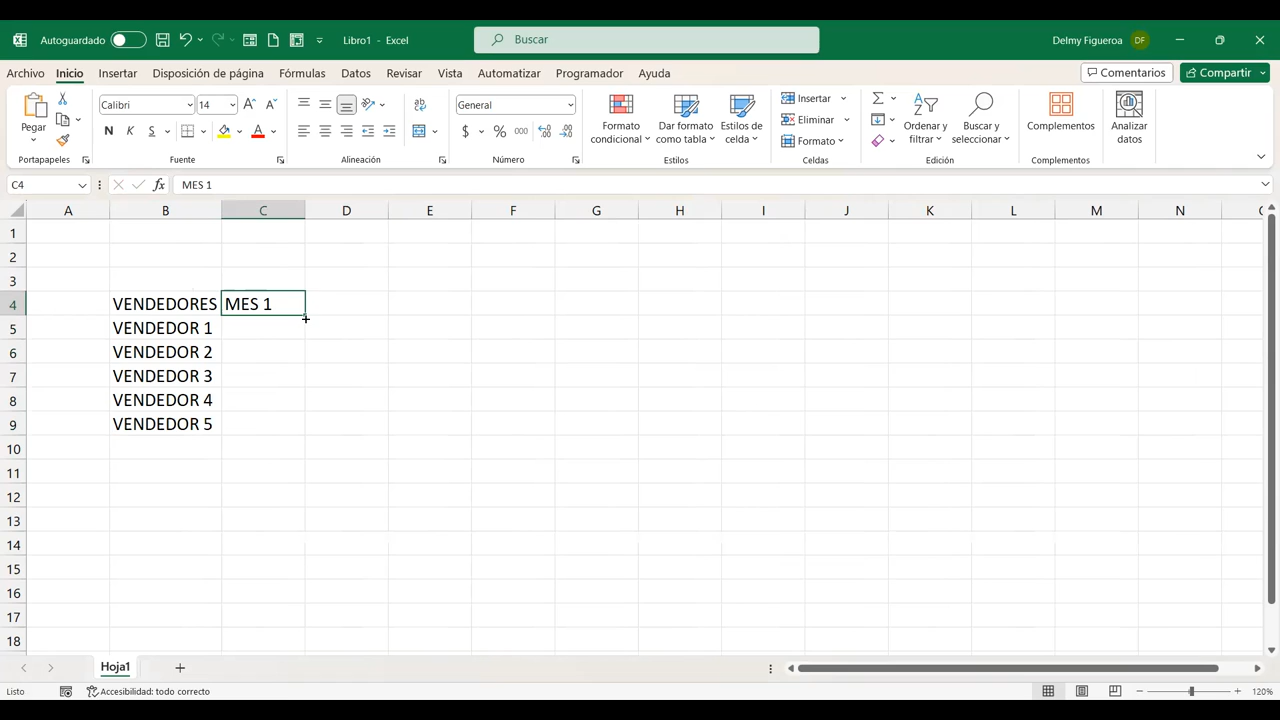 Autoguardado
Libro1 - Excel
Buscar
Delmy Figueroa DF
Archivo Inicio Insertar Disposición de página Fórmulas Datos Revisar Vista Automatizar Programador Ayuda
Comentarios Compartir
Pegar
Portapapeles
Calibri 14
N K S
Fuente
Alineación
General
$ % 000
Número
Formato condicional
Dar formato como tabla
Estilos de celda
Estilos
Insertar
Eliminar
Formato
Celdas
Ordenar y filtrar
Buscar y seleccionar
Edición
Complementos
Complementos
Analizar datos
C4 fx MES 1
A B C D E F G H I J K L M N
1
2
3
4 VENDEDORES MES 1
5 VENDEDOR 1
6 VENDEDOR 2
7 VENDEDOR 3
8 VENDEDOR 4
9 VENDEDOR 5
10
11
12
13
14
15
16
17
18
Hoja1
Listo
Accesibilidad: todo correcto
120%